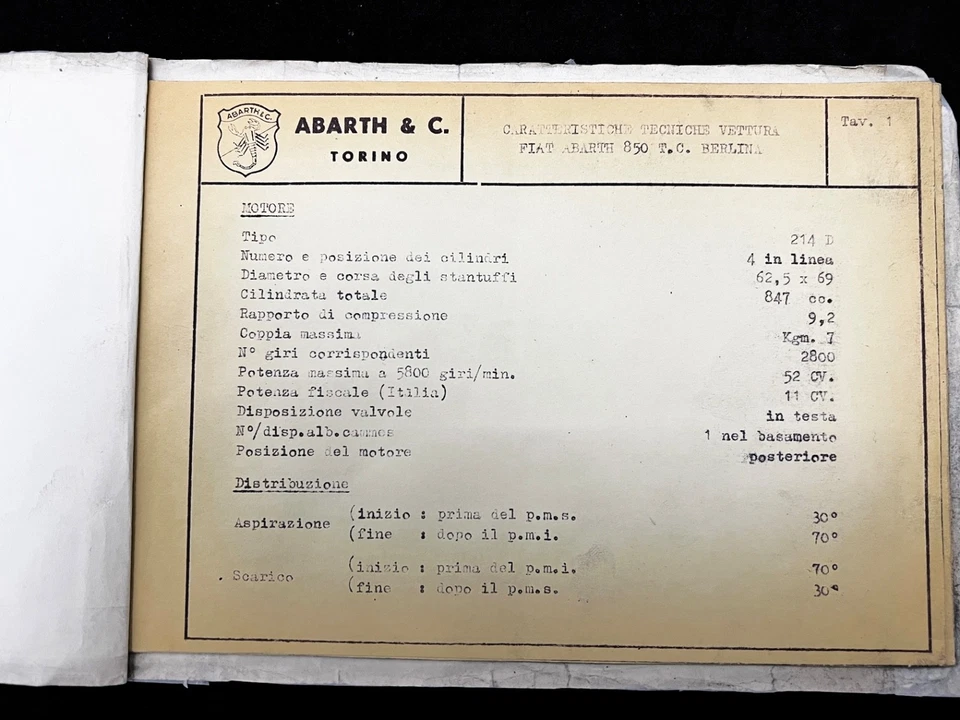 ABARTH & C.
ABARTH & C.
TORINO
CARATTERISTICHE TECNICHE VETTURA
FIAT ABARTH 850 T.C. BERLINA
Tav. 1
MOTORE
Tipo 214 D
Numero e posizione dei cilindri 4 in linea
Diametro e corsa degli stantuffi 62,5 x 69
Cilindrata totale 847 cc.
Rapporto di compressione 9,2
Coppia massima Kgm. 7
N° giri corrispondenti 2800
Potenza massima a 5800 giri/min. 52 CV.
Potenza fiscale (Itilia) 11 CV.
Disposizione valvole in testa
N°/disp.alb.cammes 1 nel basamento
Posizione del motore posteriore
Distribuzione
Aspirazione (inizio : prima del p.m.s. 30°
(fine : dopo il p.m.i. 70°
Scarico (inizio : prima del p.m.i. 70°
(fine : dopo il p.m.s. 30°